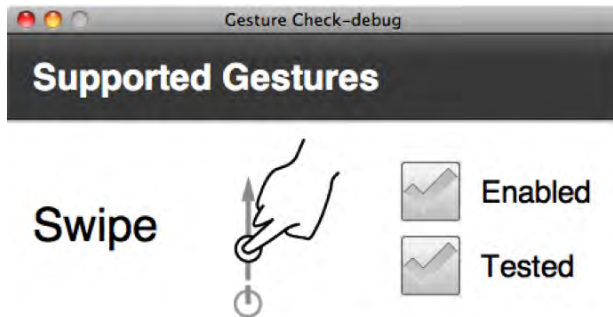 Gesture Check-debug
Supported Gestures
Swipe
Enabled
Tested